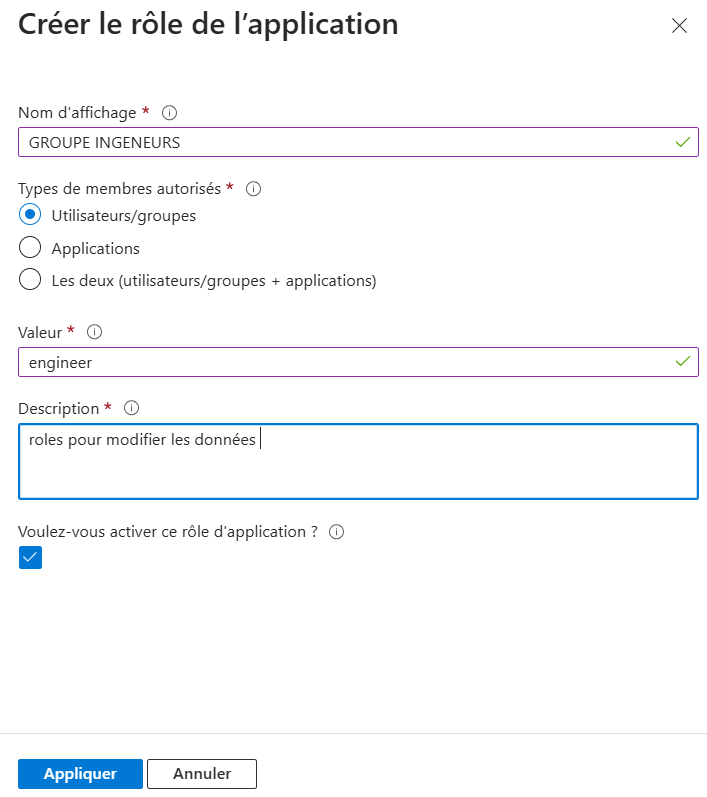 Créer le rôle de l’application
Nom d'affichage *
GROUPE INGENEURS
Types de membres autorisés *
Utilisateurs/groupes
Applications
Les deux (utilisateurs/groupes + applications)
Valeur *
engineer
Description *
roles pour modifier les données
Voulez-vous activer ce rôle d'application ?
Appliquer
Annuler